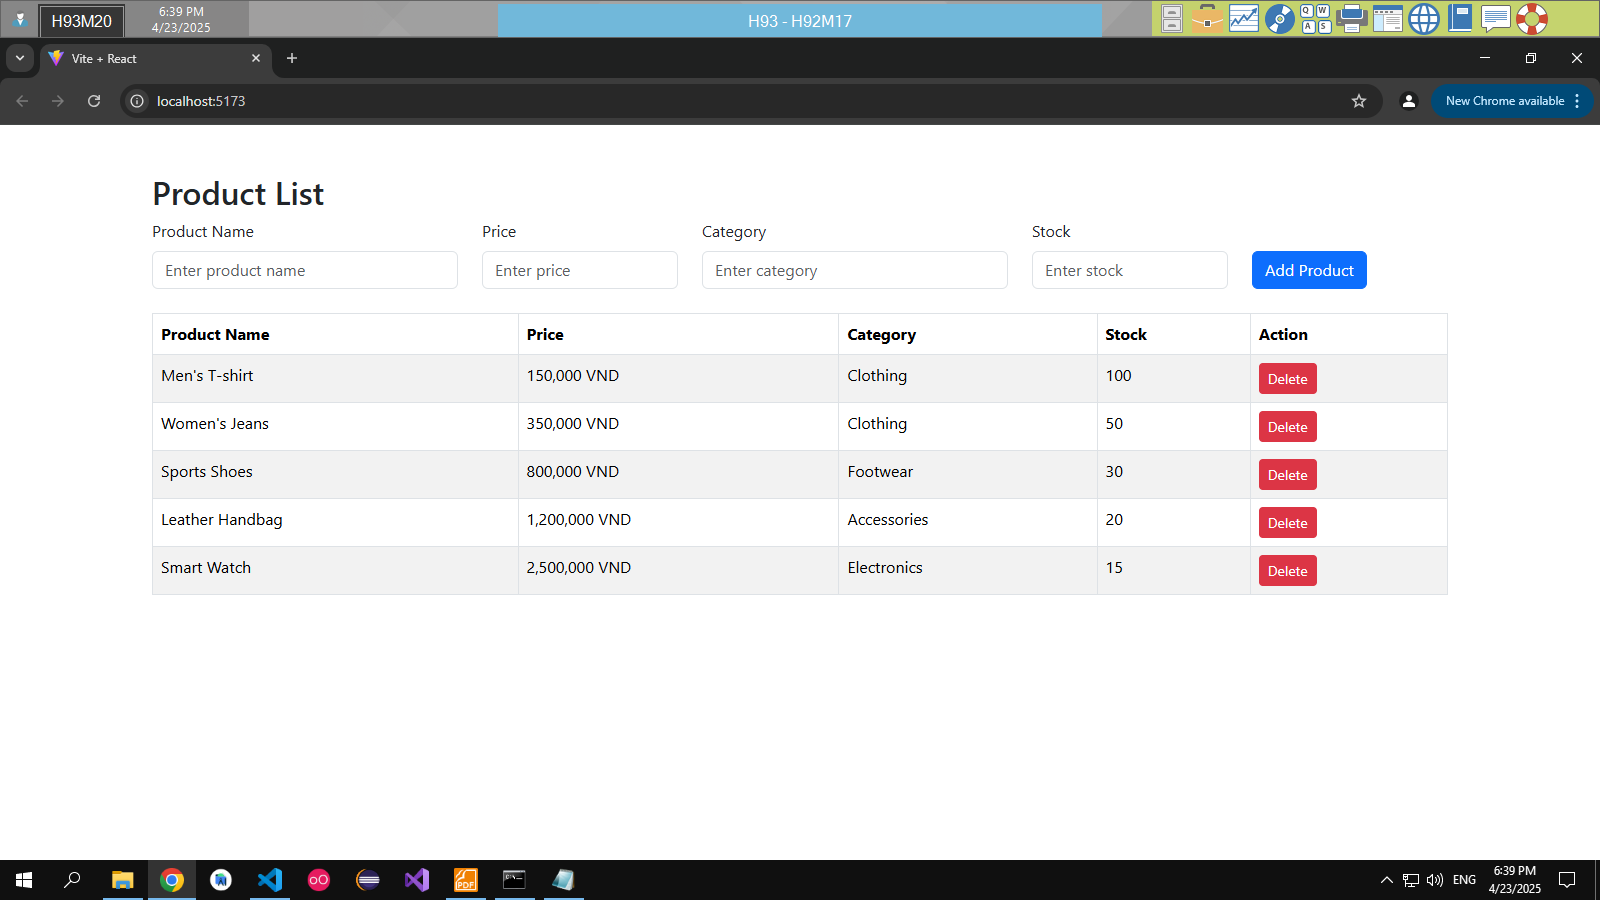 H93M20
6:39 PM
4/23/2025
H93 - H92M17
Q W
A S
Vite + React
localhost:5173
New Chrome available
Product List
Product Name Price Category Stock
Enter product name Enter price Enter category Enter stock Add Product
Product Name Price Category Stock Action
Men's T-shirt 150,000 VND Clothing 100 Delete
Women's Jeans 350,000 VND Clothing 50 Delete
Sports Shoes 800,000 VND Footwear 30 Delete
Leather Handbag 1,200,000 VND Accessories 20 Delete
Smart Watch 2,500,000 VND Electronics 15 Delete
PDF
ENG
6:39 PM
4/23/2025